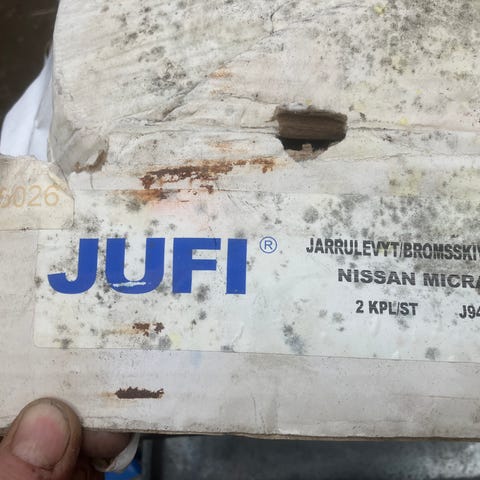 6026
JUFI®
JARRULEVYT/BROMSSKIV
NISSAN MICRA
2 KPL/ST J94